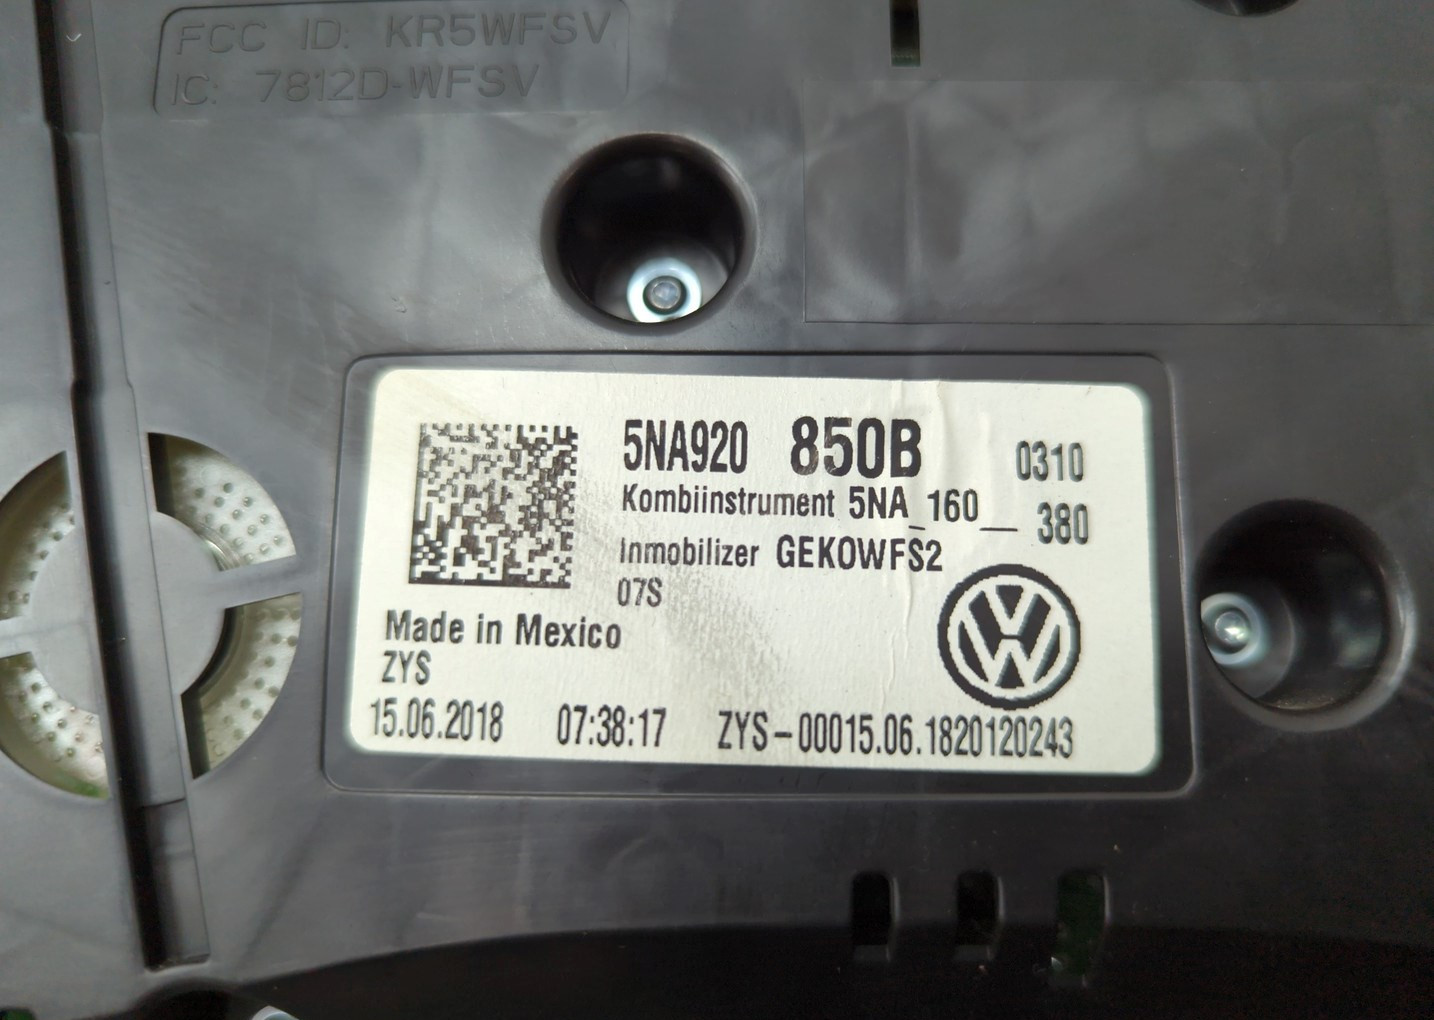 FCC ID. KR5WFSV
IC: 7812D-WFSV
5NA920 850B 0310
Kombiinstrument 5NA_160__ 380
Inmobilizer GEKOWFS2
07S
Made in Mexico
ZYS
15.06.2018 07:38:17 ZYS-00015.06.1820120243